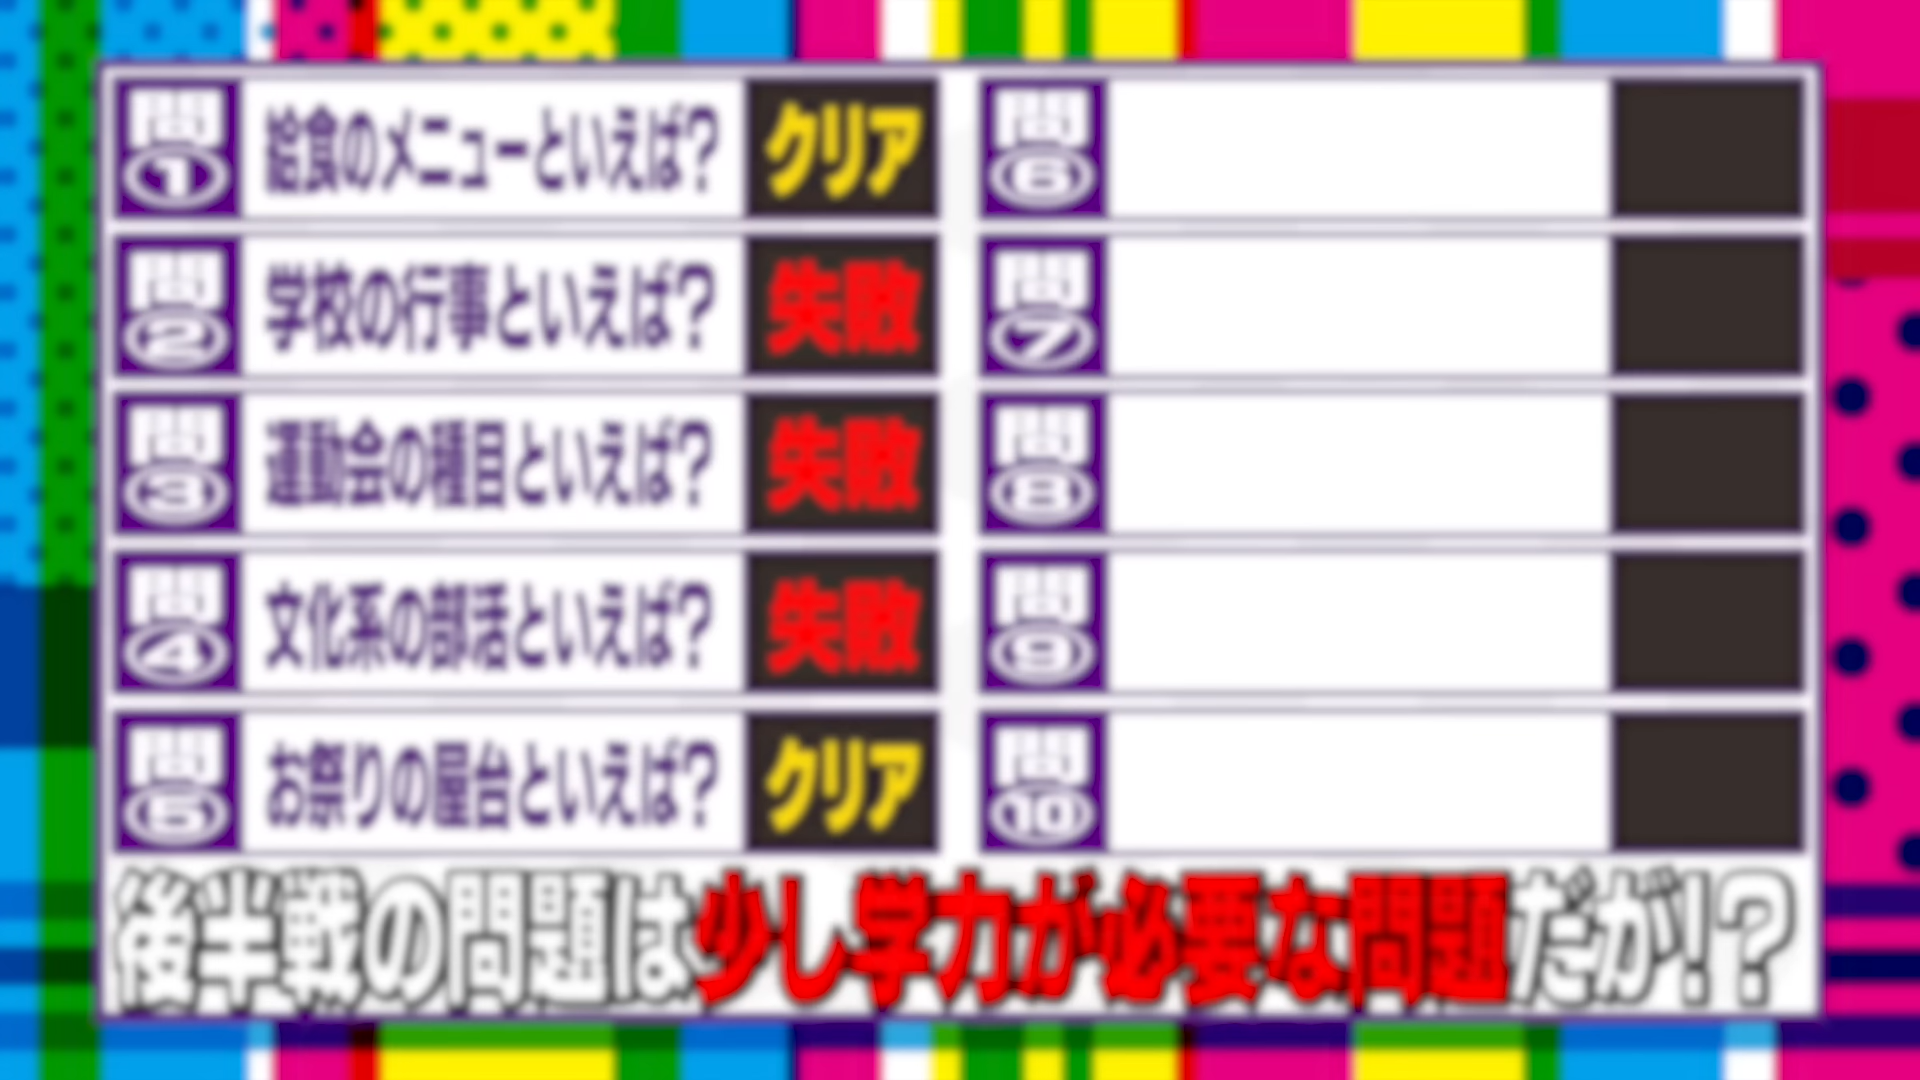 問① 給食のメニューといえば? クリア
問② 学校の行事といえば? 失敗
問③ 運動会の種目といえば? 失敗
問④ 文化系の部活といえば? 失敗
問⑤ お祭りの屋台といえば? クリア
問⑥
問⑦
問⑧
問⑨
問⑩
後半戦の問題は少し学力が必要な問題だが!?